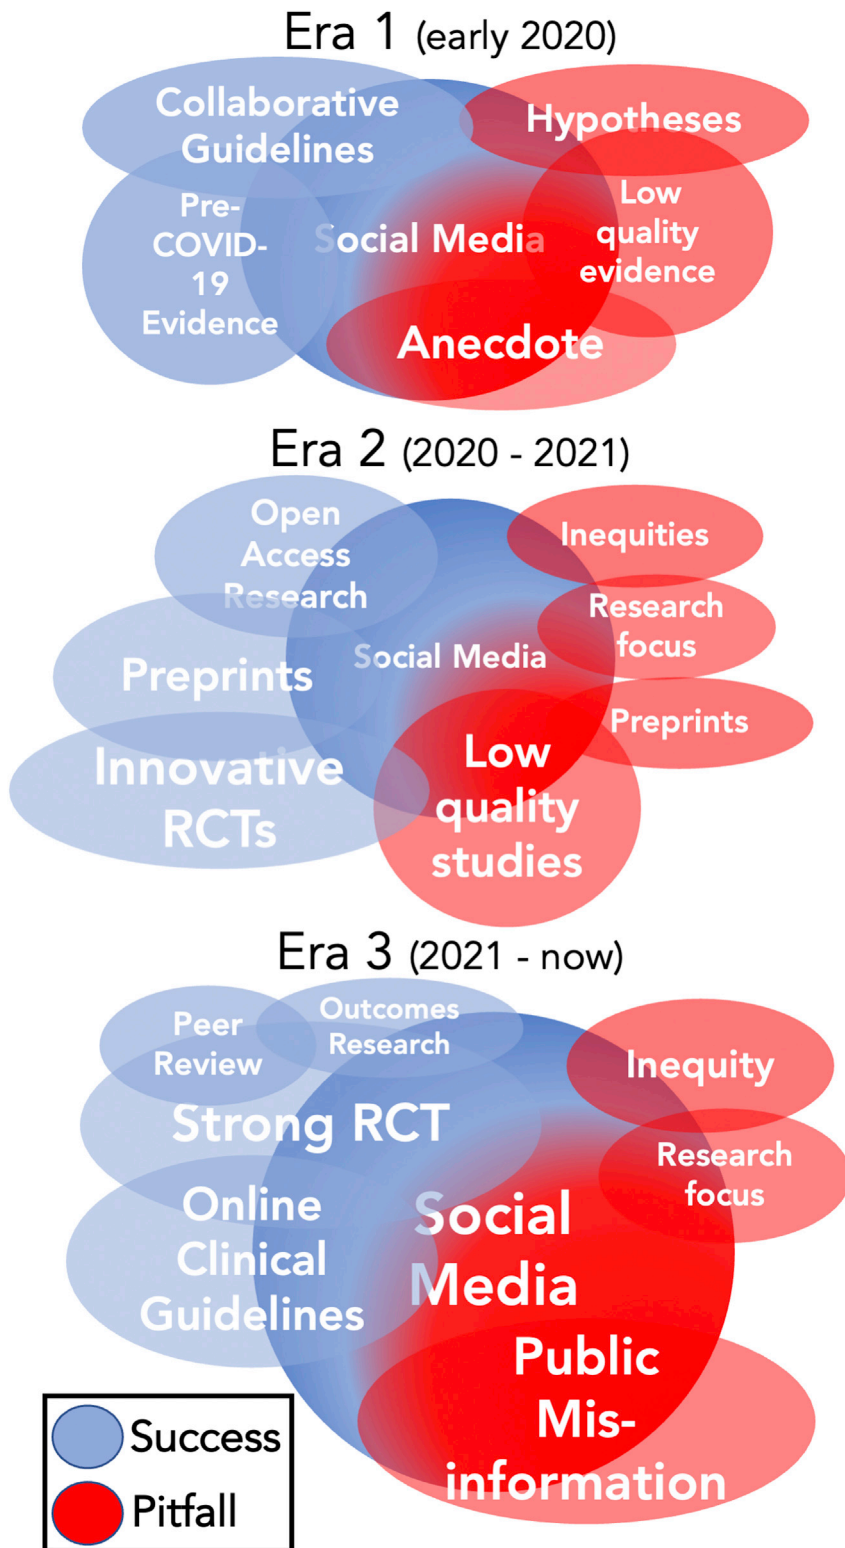 Era 1 (early 2020)
Collaborative
Guidelines
Hypotheses
Pre-
COVID-
19
Evidence
Social Media
Low
quality
evidence
Anecdote
Era 2 (2020 - 2021)
Open
Access
Research
Inequities
Research
focus
Preprints
Social Media
Preprints
Innovative
RCTs
Low
quality
studies
Era 3 (2021 - now)
Peer
Review
Outcomes
Research
Inequity
Strong RCT
Research
focus
Online
Clinical
Guidelines
Social
Media
Public
Mis-
information
Success
Pitfall